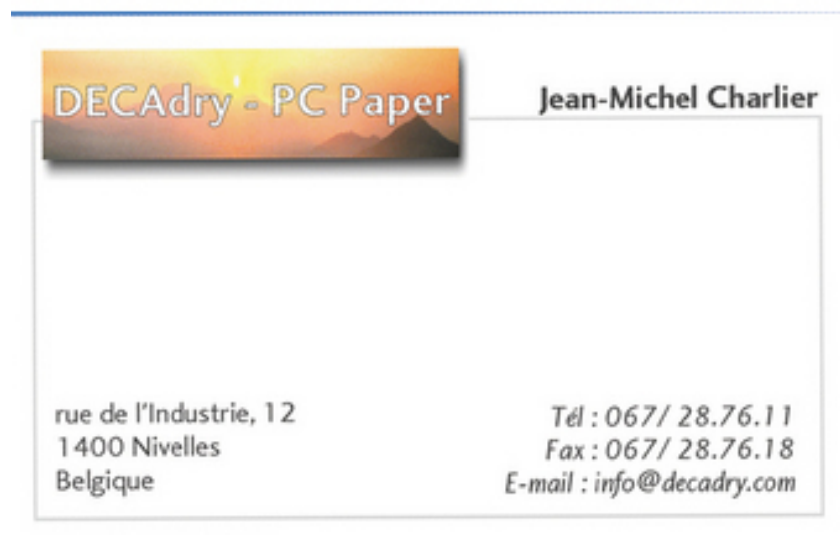 DECAdry - PC Paper
Jean-Michel Charlier
rue de l'Industrie, 12
1400 Nivelles
Belgique
Tél : 067/ 28.76.11
Fax : 067/ 28.76.18
E-mail : info@decadry.com